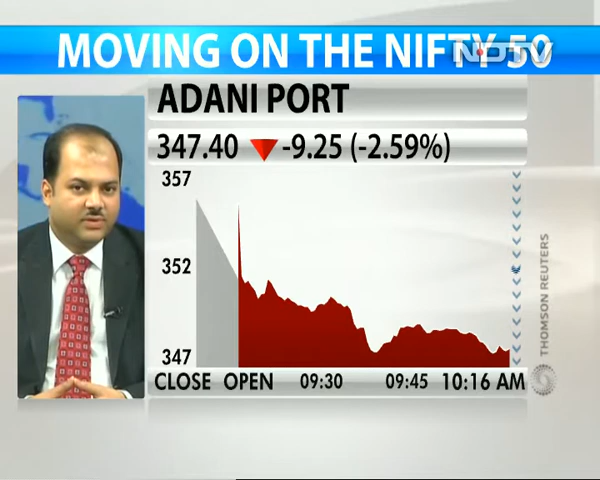 MOVING ON THE NIFTY 50
NDTV
ADANI PORT
347.40 -9.25 (-2.59%)
357
352
347
CLOSE OPEN 09:30 09:45 10:16 AM
THOMSON REUTERS